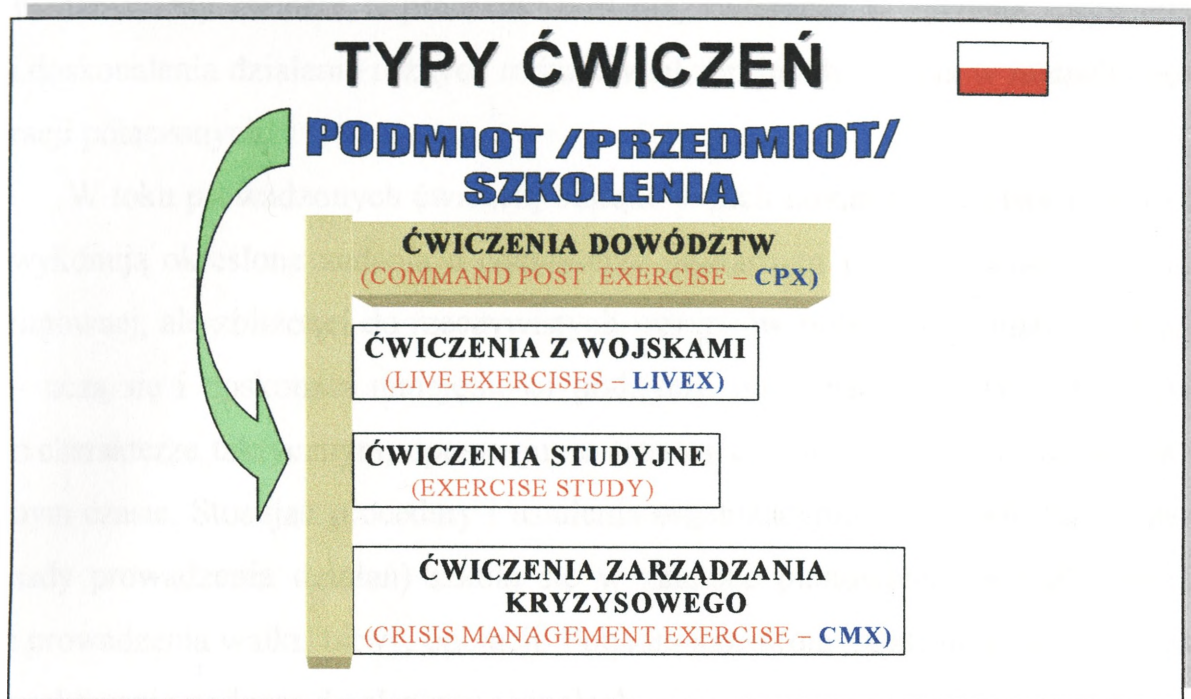 TYPY ĆWICZEŃ
PODMIOT /PRZEDMIOT/
SZKOLENIA
ĆWICZENIA DOWÓDZTW
(COMMAND POST EXERCISE – CPX)
ĆWICZENIA Z WOJSKAMI
(LIVE EXERCISES – LIVEX)
ĆWICZENIA STUDYJNE
(EXERCISE STUDY)
ĆWICZENIA ZARZĄDZANIA
KRYZYSOWEGO
(CRISIS MANAGEMENT EXERCISE – CMX)